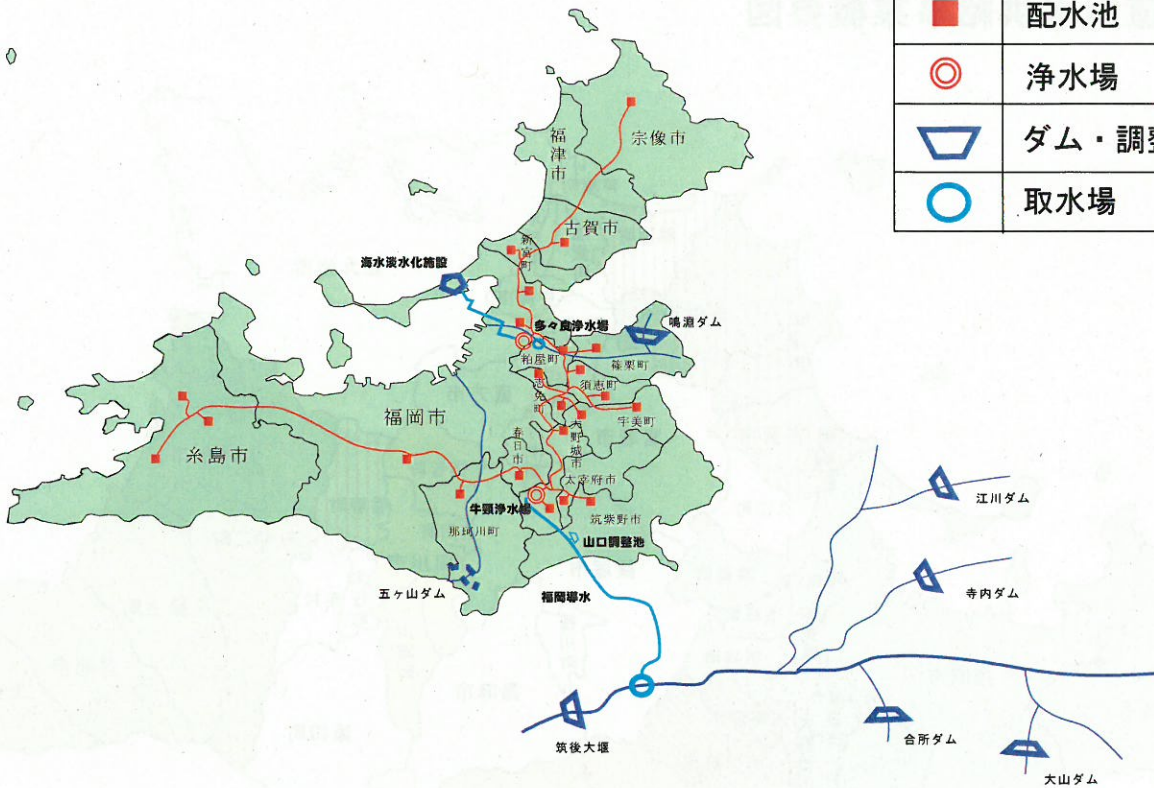 配水池
浄水場
ダム・調整
取水場
宗像市
福津市
古賀市
新宮町
海水淡水化施設
多々良浄水場
鳴淵ダム
粕屋町
篠栗町
志免町
須恵町
宇美町
福岡市
糸島市
春日市
大野城市
太宰府市
筑紫野市
牛頸浄水場
那珂川町
山口調整池
五ヶ山ダム
福岡導水
江川ダム
寺内ダム
筑後大堰
合所ダム
大山ダム